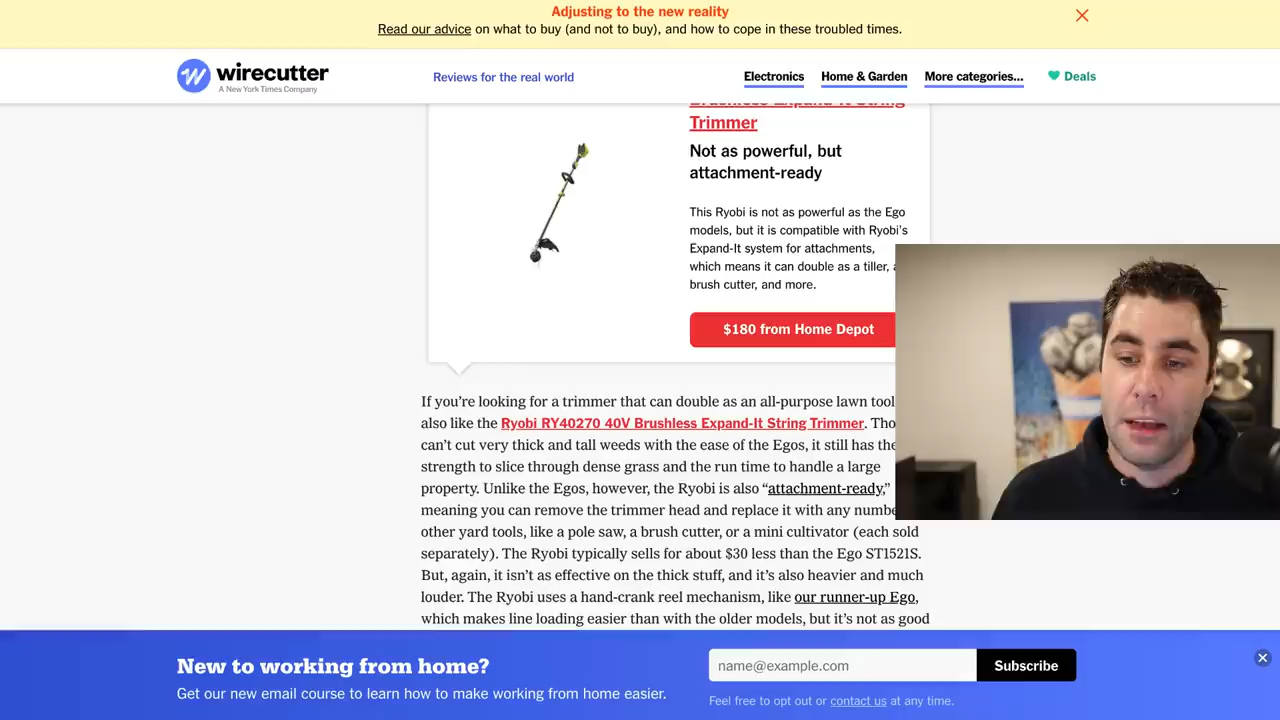 Adjusting to the new reality
Read our advice on what to buy (and not to buy), and how to cope in these troubled times.
wirecutter
A New York Times Company
Reviews for the real world
Electronics
Home & Garden
More categories...
Deals
Brushless Expand-It String
Trimmer
Not as powerful, but
attachment-ready
This Ryobi is not as powerful as the Ego
models, but it is compatible with Ryobi's
Expand-It system for attachments,
which means it can double as a tiller,
brush cutter, and more.
$180 from Home Depot
If you're looking for a trimmer that can double as an all-purpose lawn tool
also like the Ryobi RY40270 40V Brushless Expand-It String Trimmer.
can't cut very thick and tall weeds with the ease of the Egos, it still has the
strength to slice through dense grass and the run time to handle a large
property. Unlike the Egos, however, the Ryobi is also “attachment-ready,”
meaning you can remove the trimmer head and replace it with any
other yard tools, like a pole saw, a brush cutter, or a mini cultivator (each sold
separately). The Ryobi typically sells for about $30 less than the Ego ST1521S.
But, again, it isn't as effective on the thick stuff, and it's also heavier and much
louder. The Ryobi uses a hand-crank reel mechanism, like our runner-up Ego,
which makes line loading easier than with the older models, but it's not as good
New to working from home?
Get our new email course to learn how to make working from home easier.
name@example.com
Subscribe
Feel free to opt out or contact us at any time.